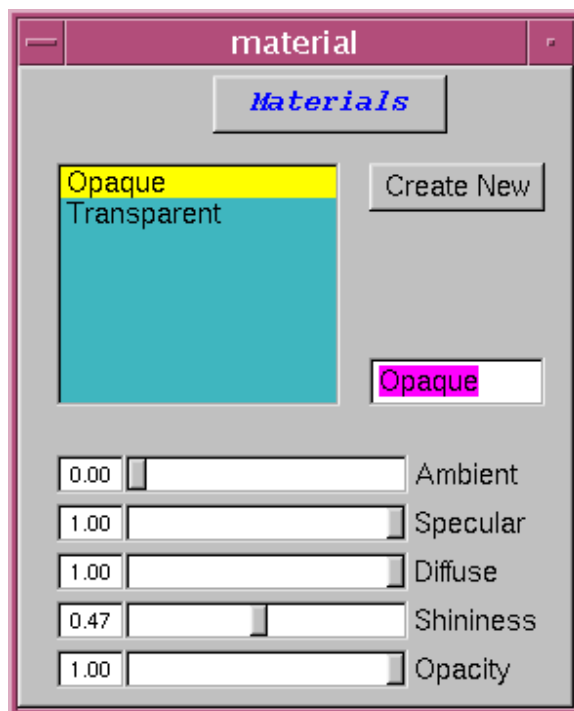 material
Materials
Opaque
Create New
Transparent
Opaque
0.00 Ambient
1.00 Specular
1.00 Diffuse
0.47 Shininess
1.00 Opacity